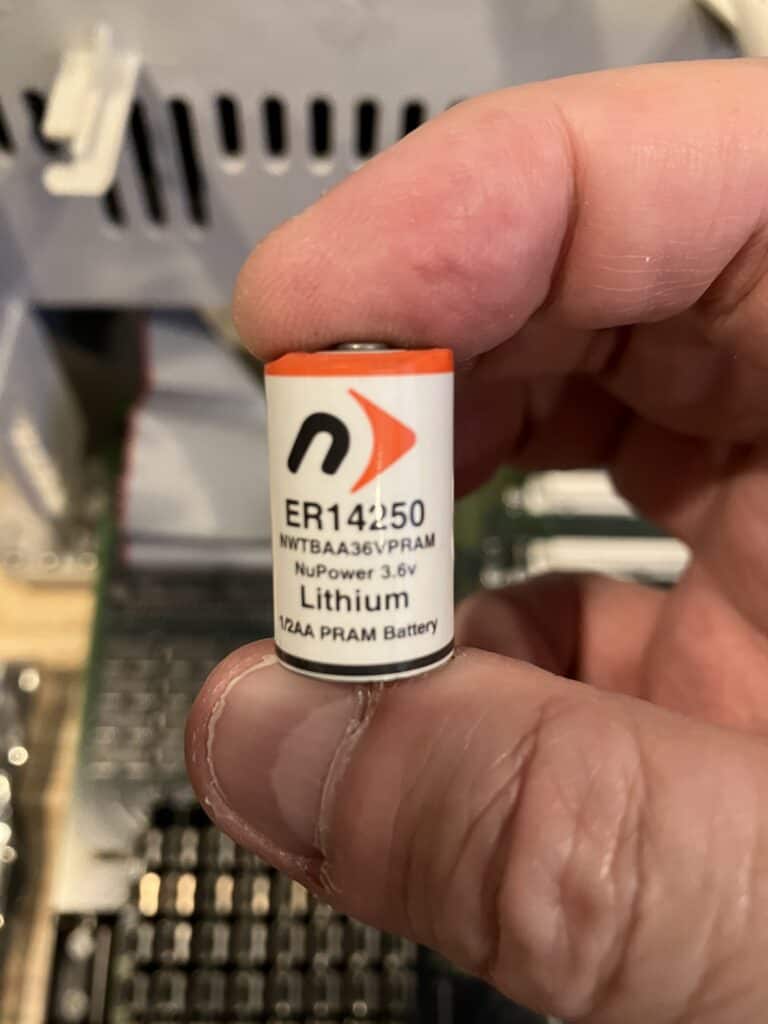 n
ER14250
NWTBAA36VPRAM
NuPower 3.6v
Lithium
1/2AA PRAM Battery